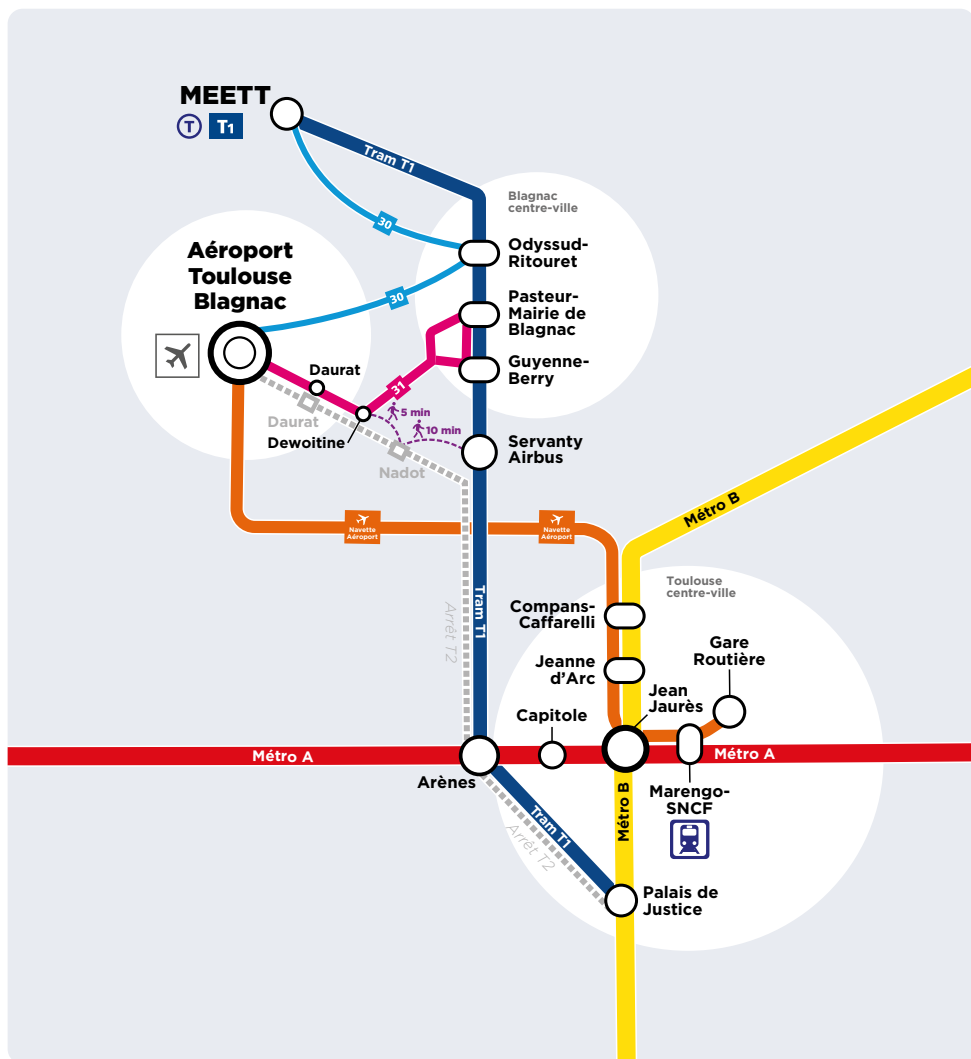 MEETT
T
T1
Tram T1
Blagnac
centre-ville
30
Odyssud-
Ritouret
Aéroport
Toulouse
Blagnac
30
Pasteur-
Mairie de
Blagnac
Guyenne-
Berry
Daurat
31
5 min
Daurat
10 min
Dewoitine
Servanty
Airbus
Nadot
Métro B
Navette
Aéroport
Navette
Aéroport
Toulouse
centre-ville
Tram T1
Arrêt T2
Compans-
Caffarelli
Gare
Routière
Jeanne
d'Arc
Jean
Jaurès
Capitole
Métro A
Métro A
Arènes
Marengo-
SNCF
Métro B
Tram T1
Arrêt T2
Palais de
Justice